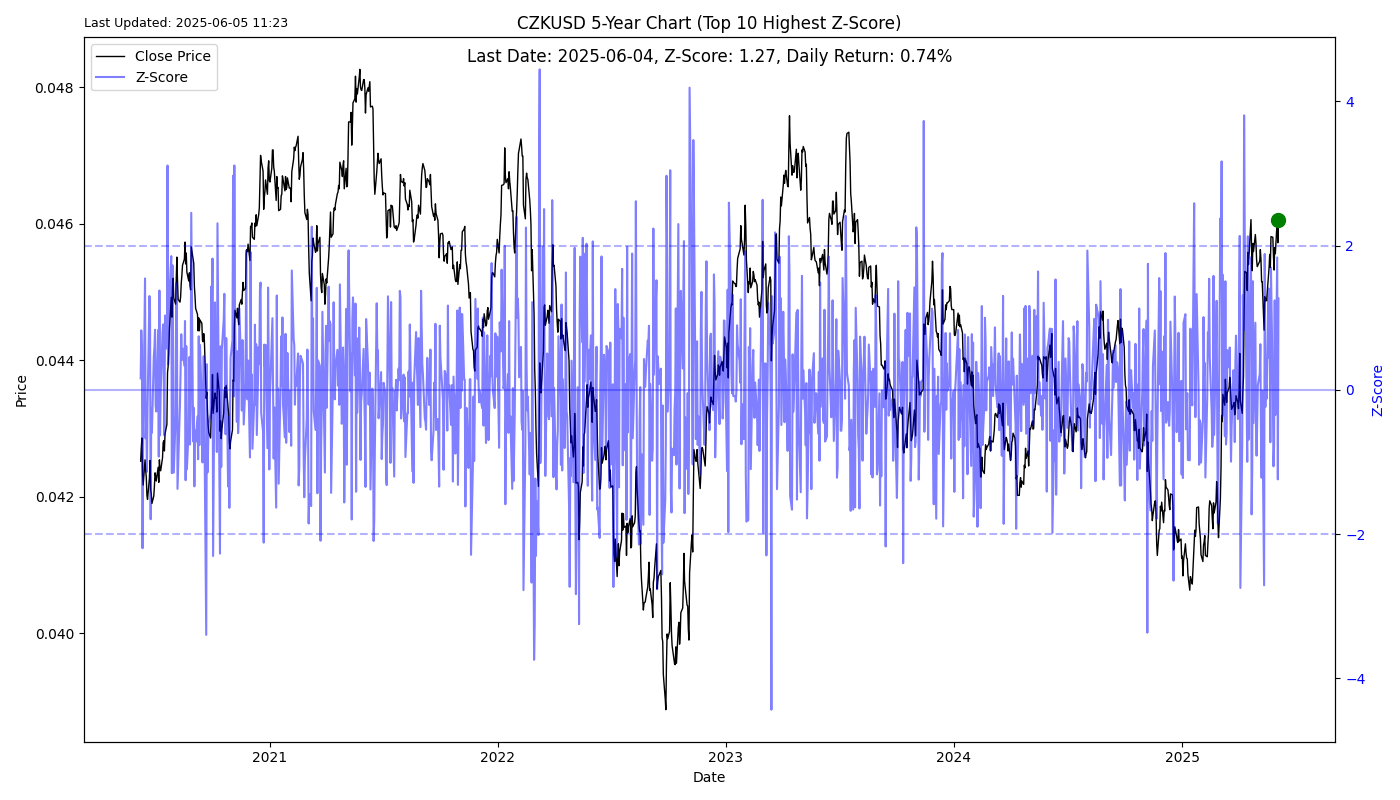 Last Updated: 2025-06-05 11:23
CZKUSD 5-Year Chart (Top 10 Highest Z-Score)
Last Date: 2025-06-04, Z-Score: 1.27, Daily Return: 0.74%
Close Price
Z-Score
0.048
0.046
0.044
0.042
0.040
Price
4
2
0
−2
−4
Z-Score
2021
2022
2023
2024
2025
Date